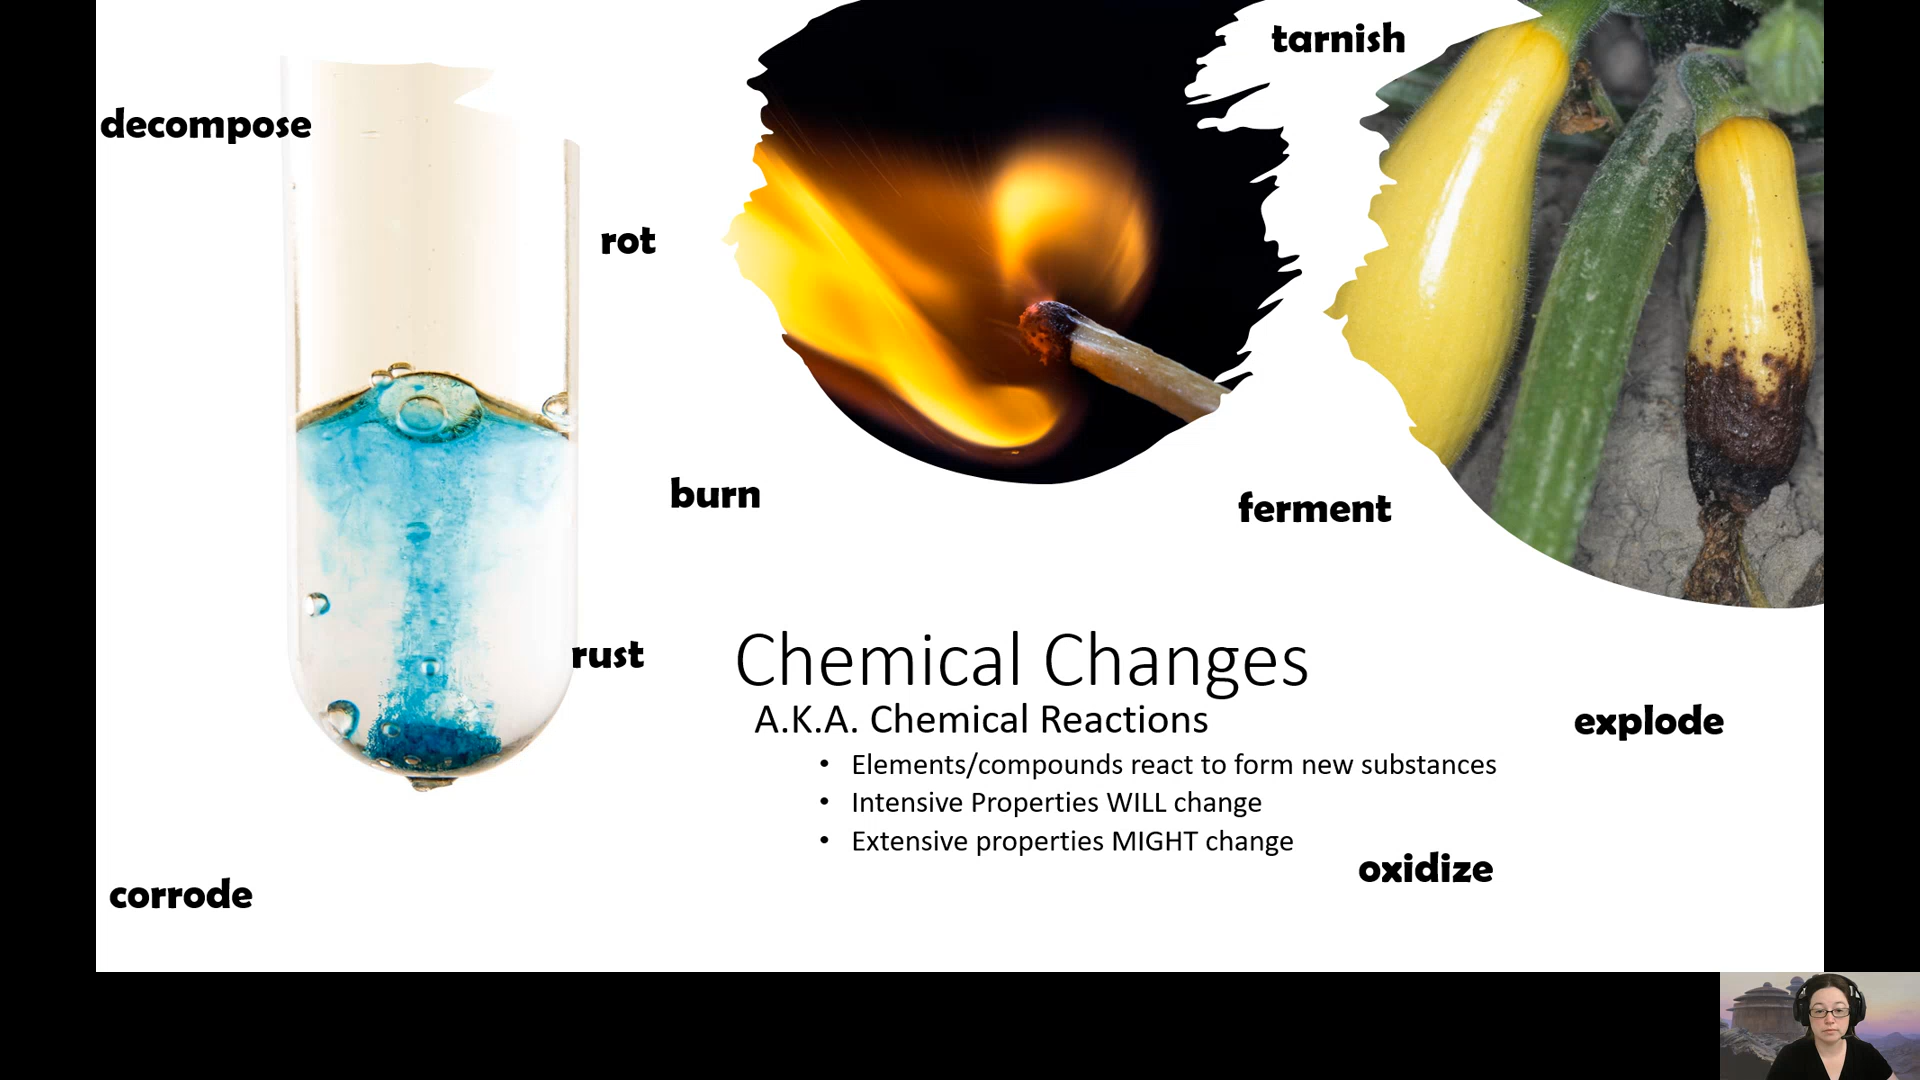 tarnish
decompose
rot
burn
ferment
rust
Chemical Changes
A.K.A. Chemical Reactions
• Elements/compounds react to form new substances
• Intensive Properties WILL change
• Extensive properties MIGHT change
explode
oxidize
corrode